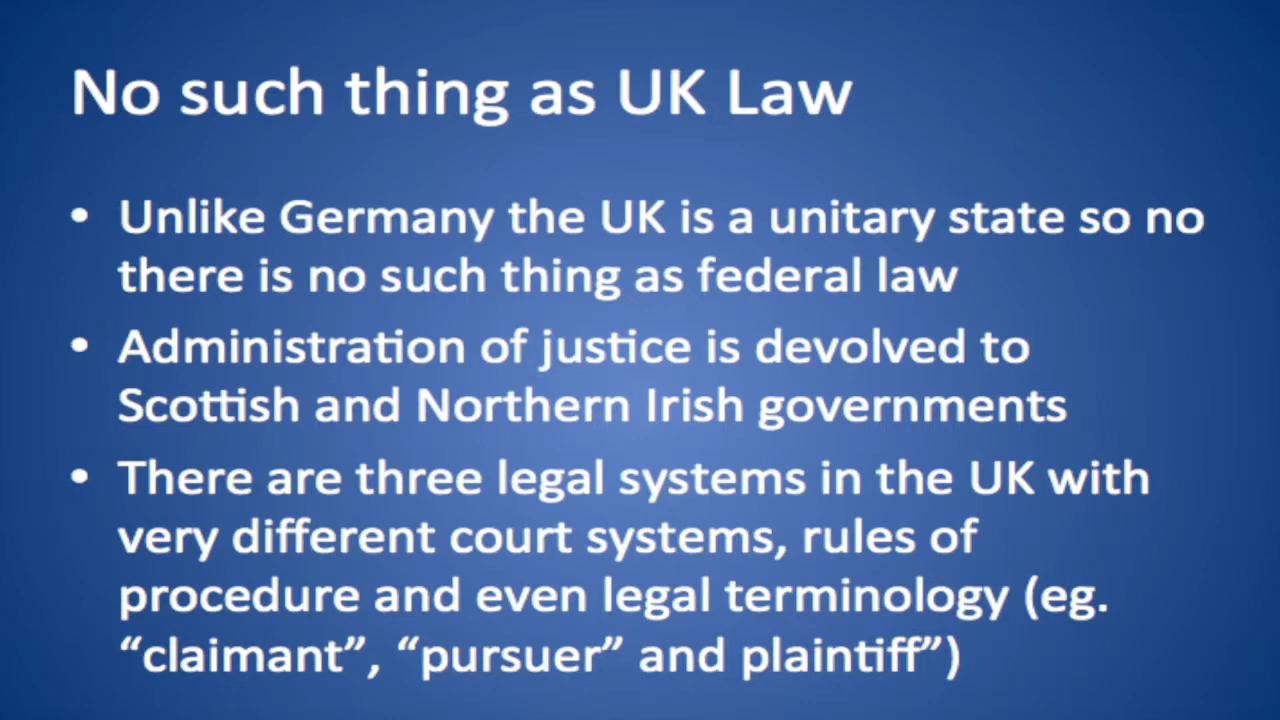 No such thing as UK Law
• Unlike Germany the UK is a unitary state so no
there is no such thing as federal law
• Administration of justice is devolved to
Scottish and Northern Irish governments
• There are three legal systems in the UK with
very different court systems, rules of
procedure and even legal terminology (eg.
“claimant”, “pursuer” and plaintiff”)